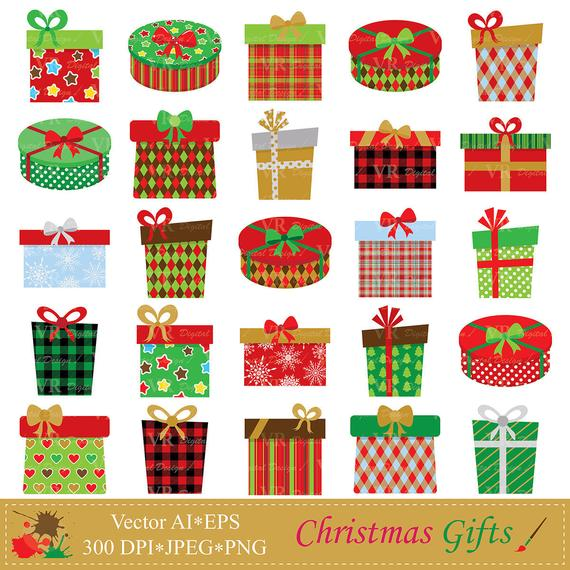 Vector AI*EPS
300 DPI*JPEG*PNG
Christmas Gifts